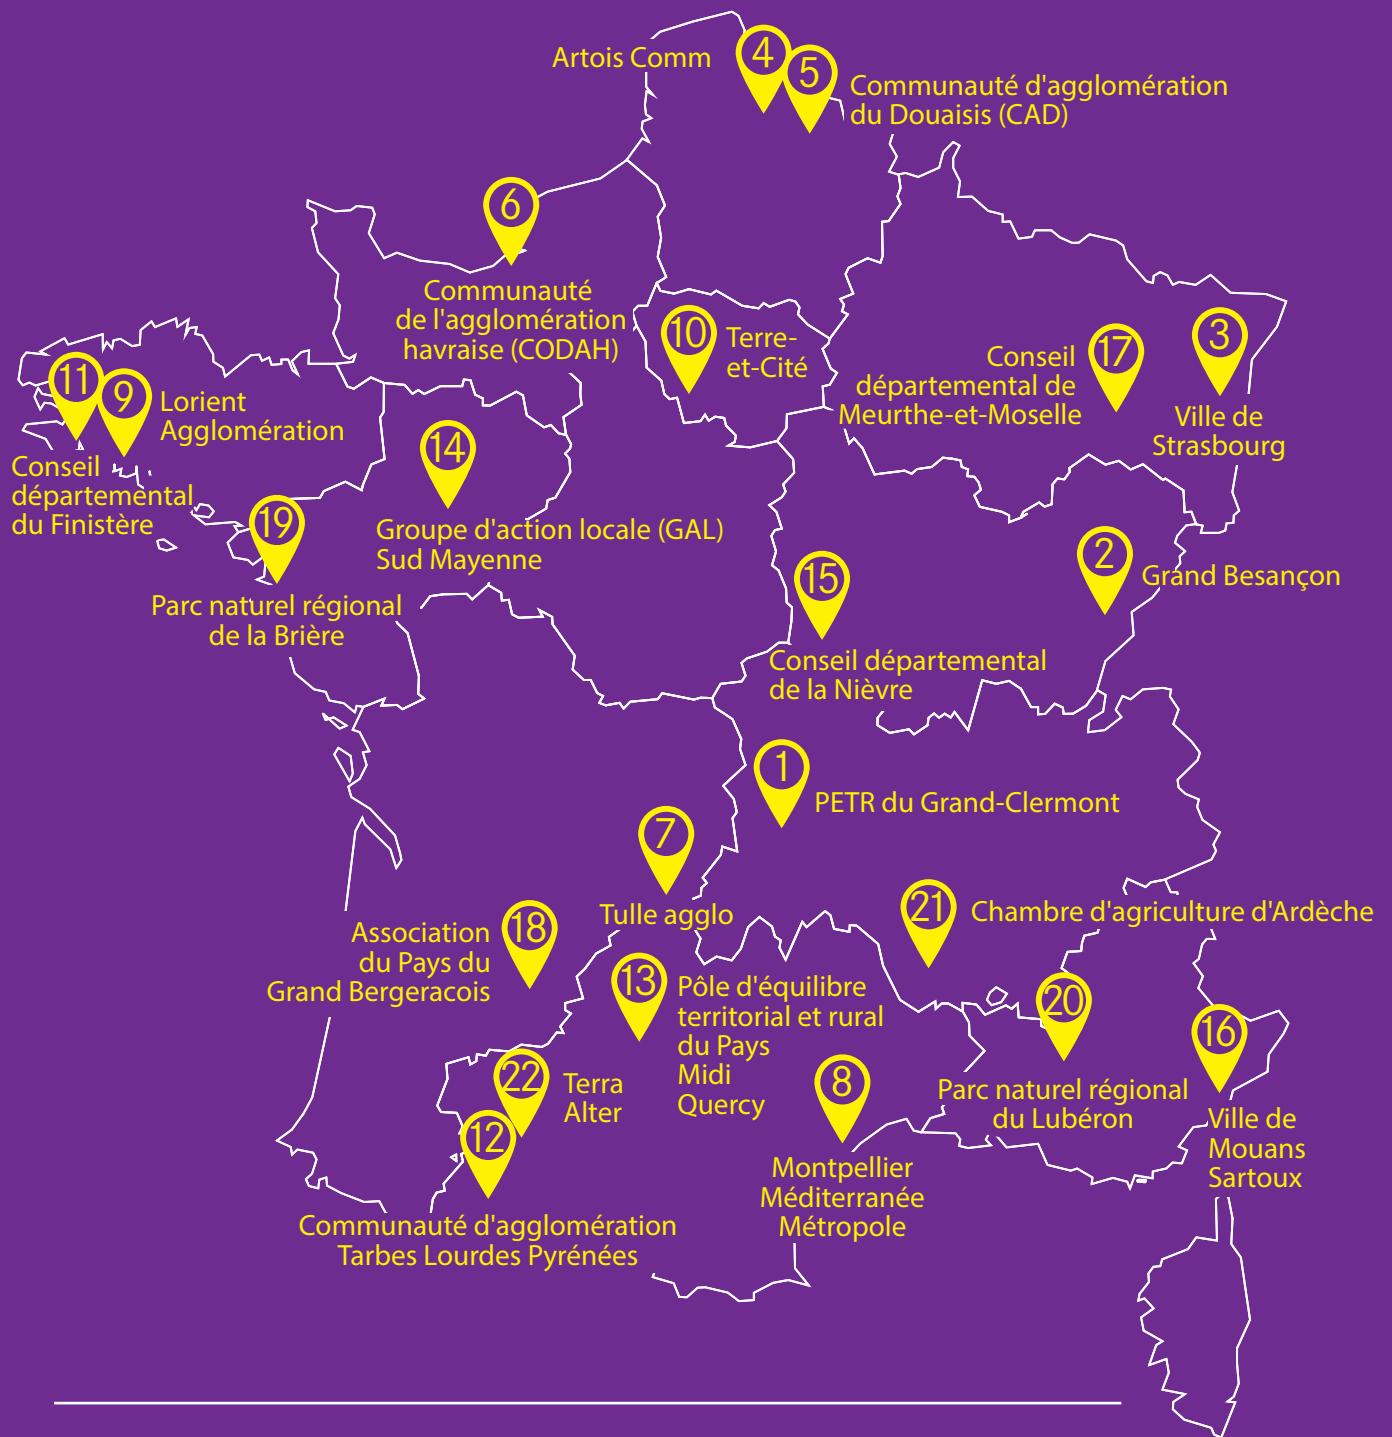 Artois Comm
4
5
Communauté d'agglomération
du Douaisis (CAD)
6
Communauté
de l'agglomération
havraise (CODAH)
10
Terre-
et-Cité
Conseil
départemental de
Meurthe-et-Moselle
17
3
Ville de
Strasbourg
11
9
Lorient
Agglomération
Conseil
départemental
du Finistère
14
Groupe d'action locale (GAL)
Sud Mayenne
19
Parc naturel régional
de la Brière
15
Conseil départemental
de la Nièvre
2
Grand Besançon
1
PETR du Grand-Clermont
7
Tulle agglo
21
Chambre d'agriculture d'Ardèche
Association
du Pays du
Grand Bergeracois
18
13
Pôle d'équilibre
territorial et rural
du Pays
Midi
Quercy
20
Parc naturel régional
du Lubéron
16
Ville de
Mouans
Sartoux
22
Terra
Alter
8
Montpellier
Méditerranée
Métropole
12
Communauté d'agglomération
Tarbes Lourdes Pyrénées